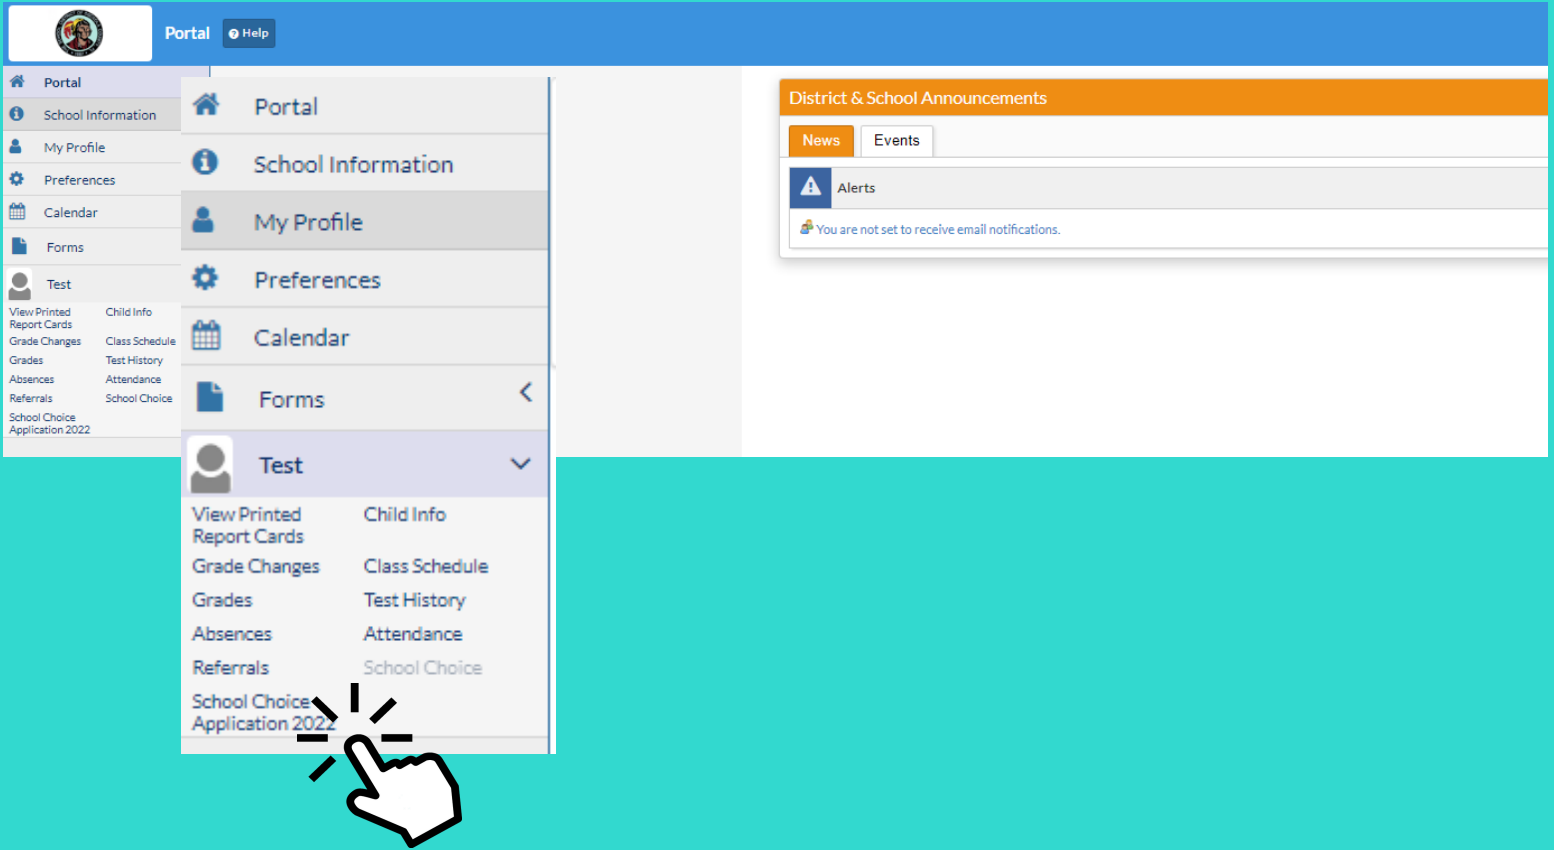 Portal
Help
Portal
School Information
My Profile
Preferences
Calendar
Forms
Test
View Printed
Report Cards
Child Info
Grade Changes
Class Schedule
Grades
Test History
Absences
Attendance
Referrals
School Choice
School Choice
Application 2022
Portal
School Information
My Profile
Preferences
Calendar
Forms
Test
View Printed
Report Cards
Child Info
Grade Changes
Class Schedule
Grades
Test History
Absences
Attendance
Referrals
School Choice
School Choice
Application 2022
District & School Announcements
News
Events
Alerts
You are not set to receive email notifications.